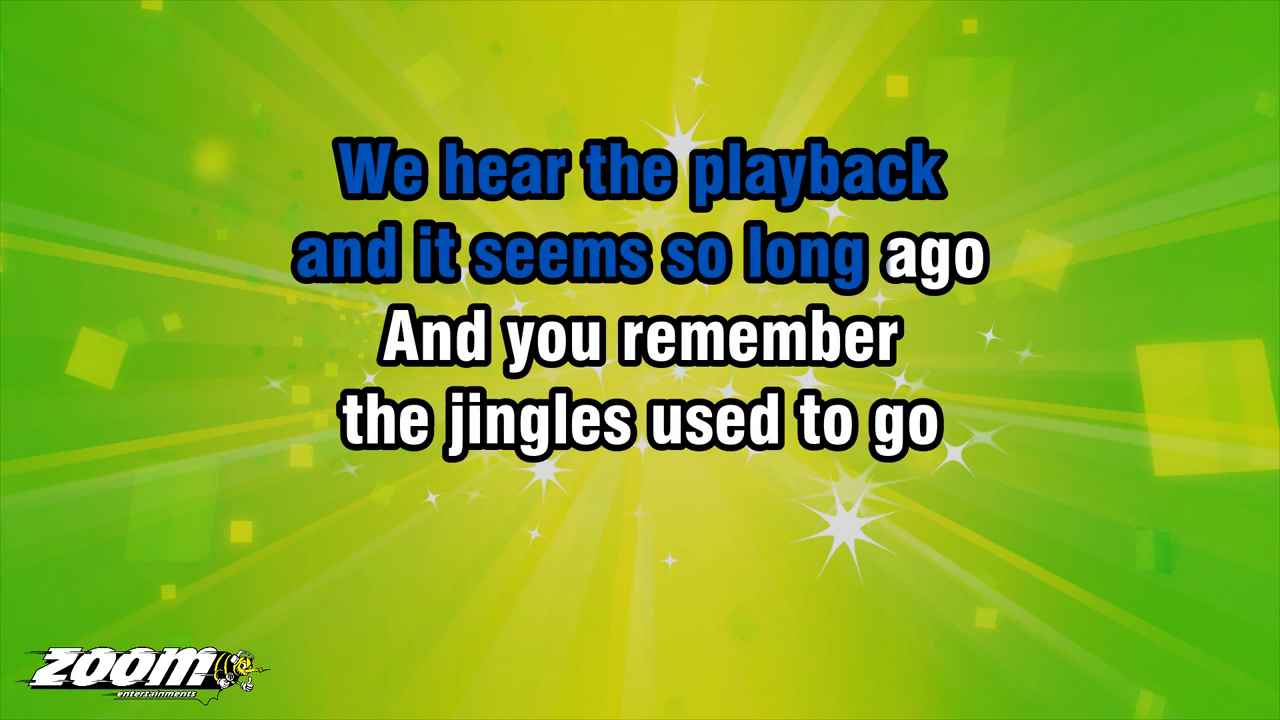 We hear the playback
and it seems so long ago
And you remember
the jingles used to go
zoom
entertainments